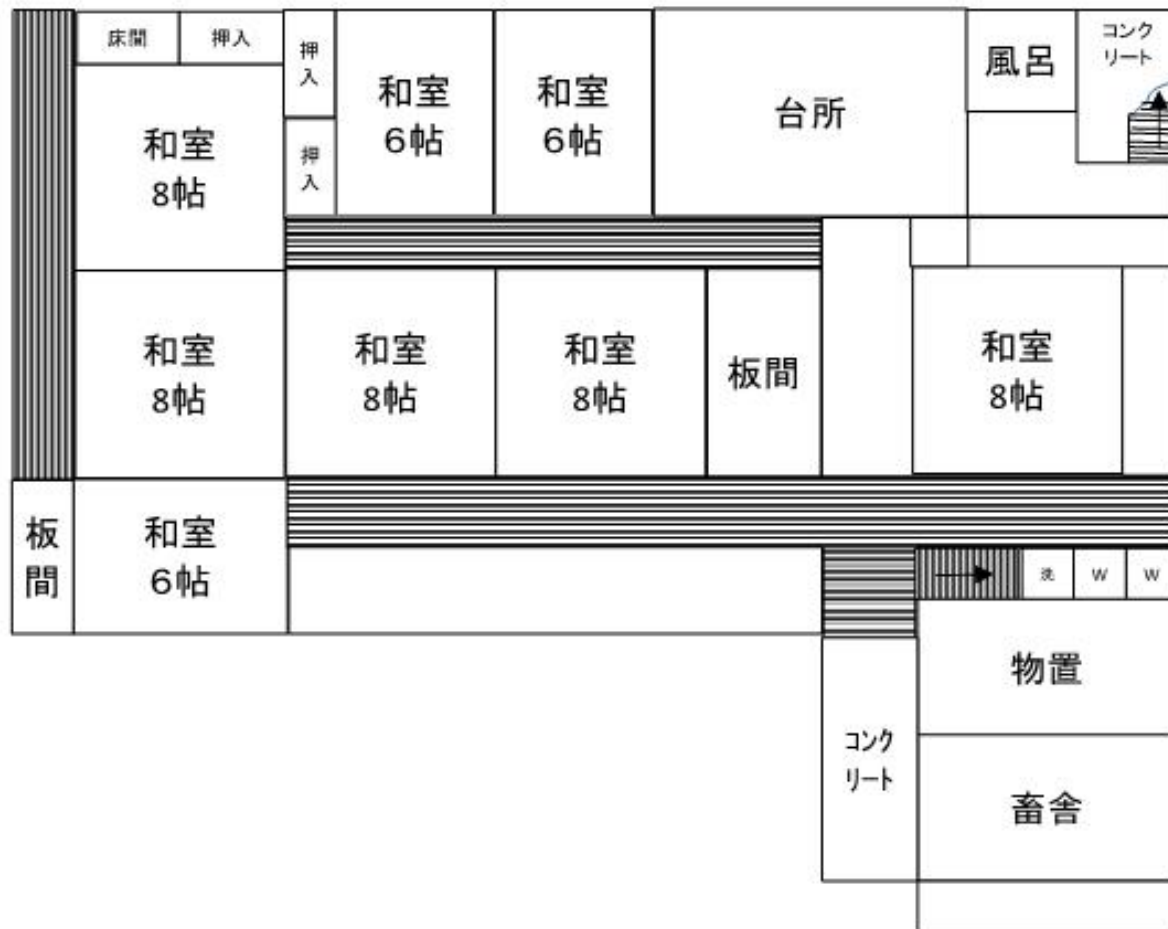 床間
押入
押
入
押
入
和室
6帖
和室
6帖
台所
風呂
コンク
リート
和室
8帖
和室
8帖
和室
8帖
和室
8帖
板間
和室
8帖
板
間
和室
6帖
洗
W
W
物置
コンク
リート
畜舎